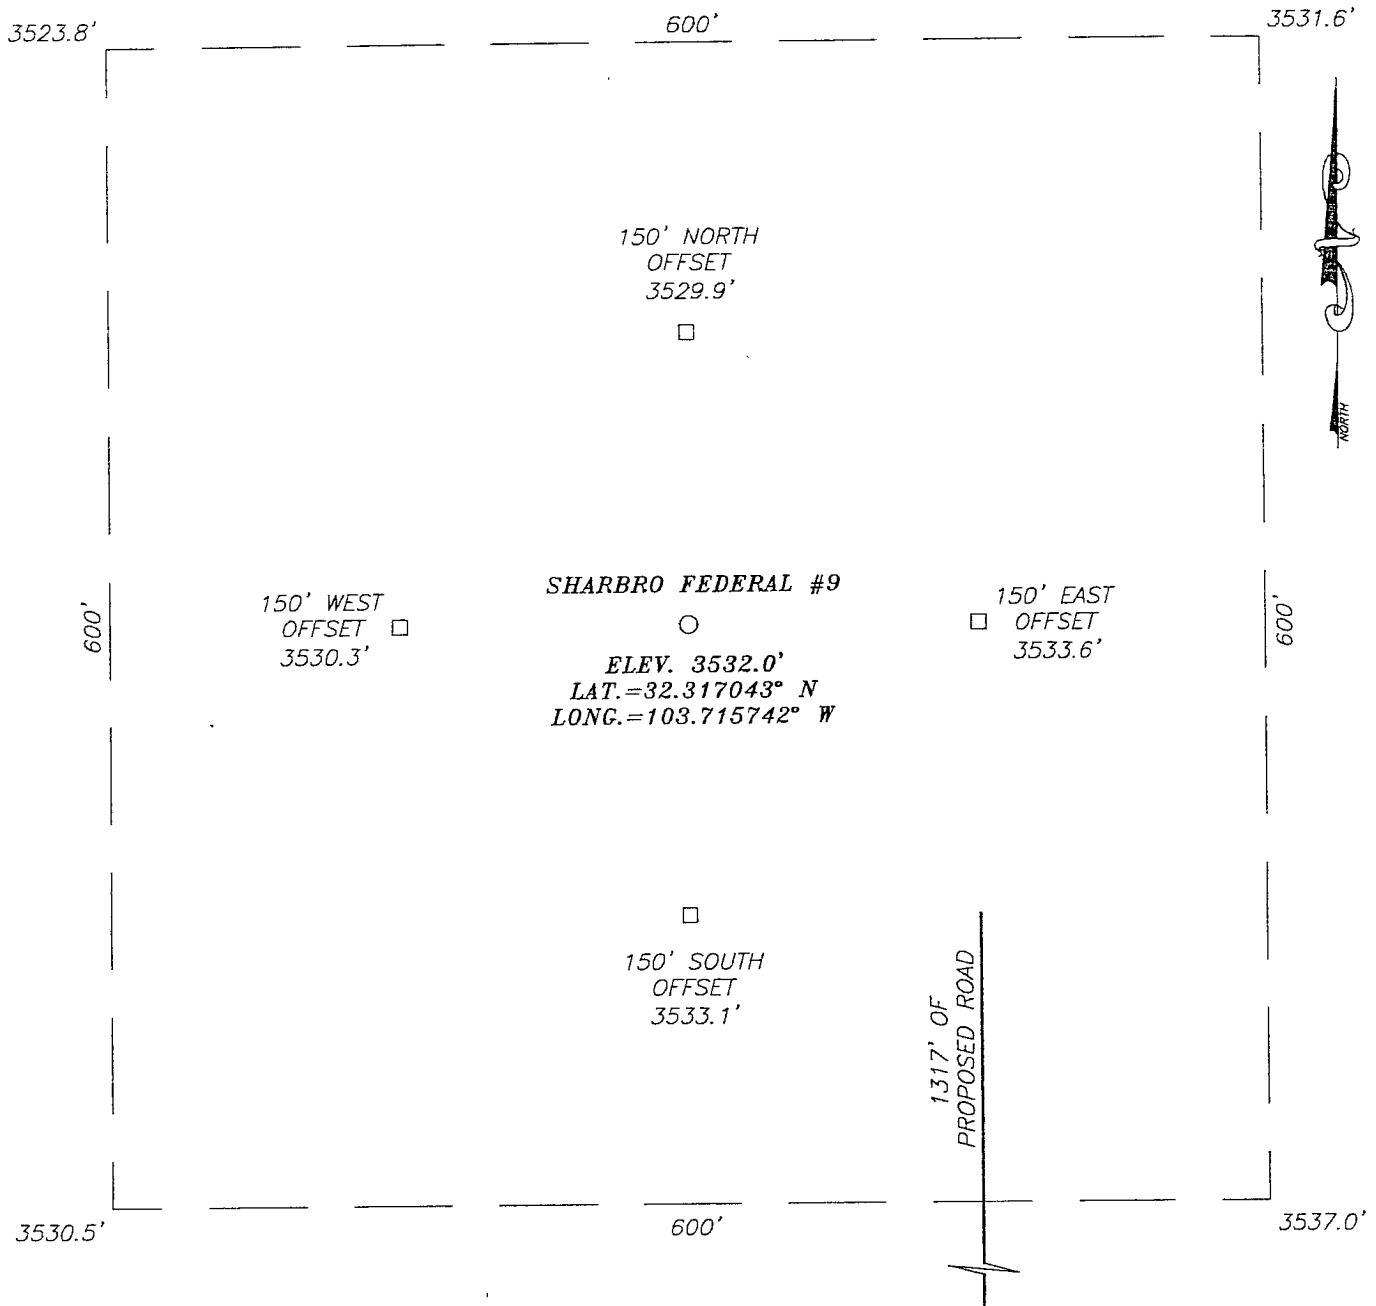 3523.8'
600'
3531.6'
150' NORTH
OFFSET
3529.9'
NORTH
SHARBRO FEDERAL #9
150' WEST
OFFSET
3530.3'
150' EAST
OFFSET
3533.6'
600'
600'
ELEV. 3532.0'
LAT.=32.317043° N
LONG.=103.715742° W
150' SOUTH
OFFSET
3533.1'
1317' OF
PROPOSED ROAD
3530.5'
600'
3537.0'